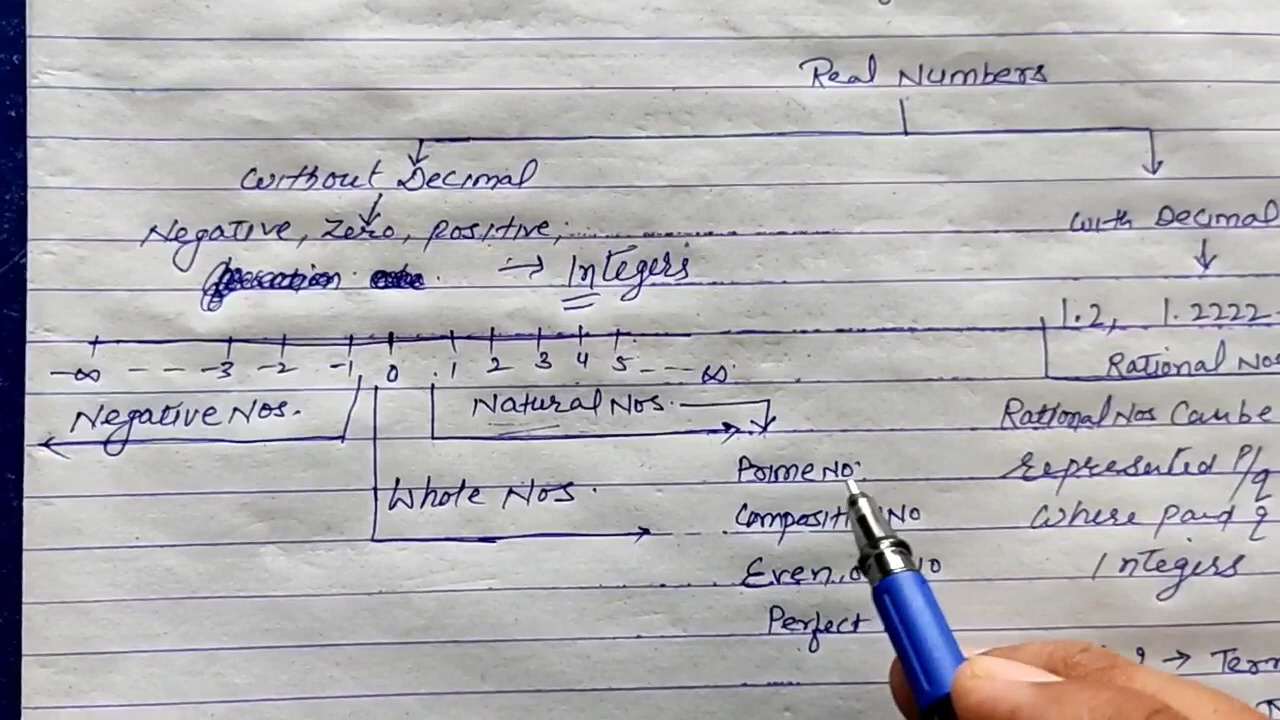 Real Numbers
Without Decimal
Negative, Zero, positive,
→ Integers
-∞ - - -3 -2 -1 0 1 2 3 4 5 - - - ∞
Negative Nos.
Natural Nos.
Whole Nos.
Prime No.
No
Even,
Perfect
With Decimal
1.2, 1.2222
Rational Nos
Rational Nos Can be
represented P/q
Where p and q
Integers
→ Term